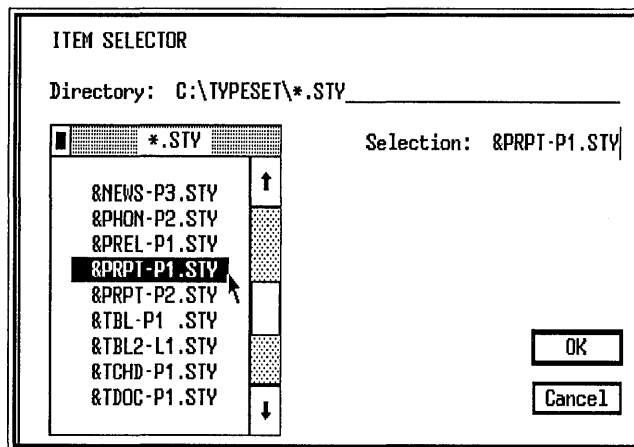 ITEM SELECTOR
Directory: C:\TYPESET\*.STY
*.STY
Selection: &PRPT-P1.STY
&NEWS-P3.STY
&PHON-P2.STY
&PREL-P1.STY
&PRPT-P1.STY
&PRPT-P2.STY
&TBL-P1 .STY
&TBL2-L1.STY
&TCHD-P1.STY
&TDOC-P1.STY
OK
Cancel